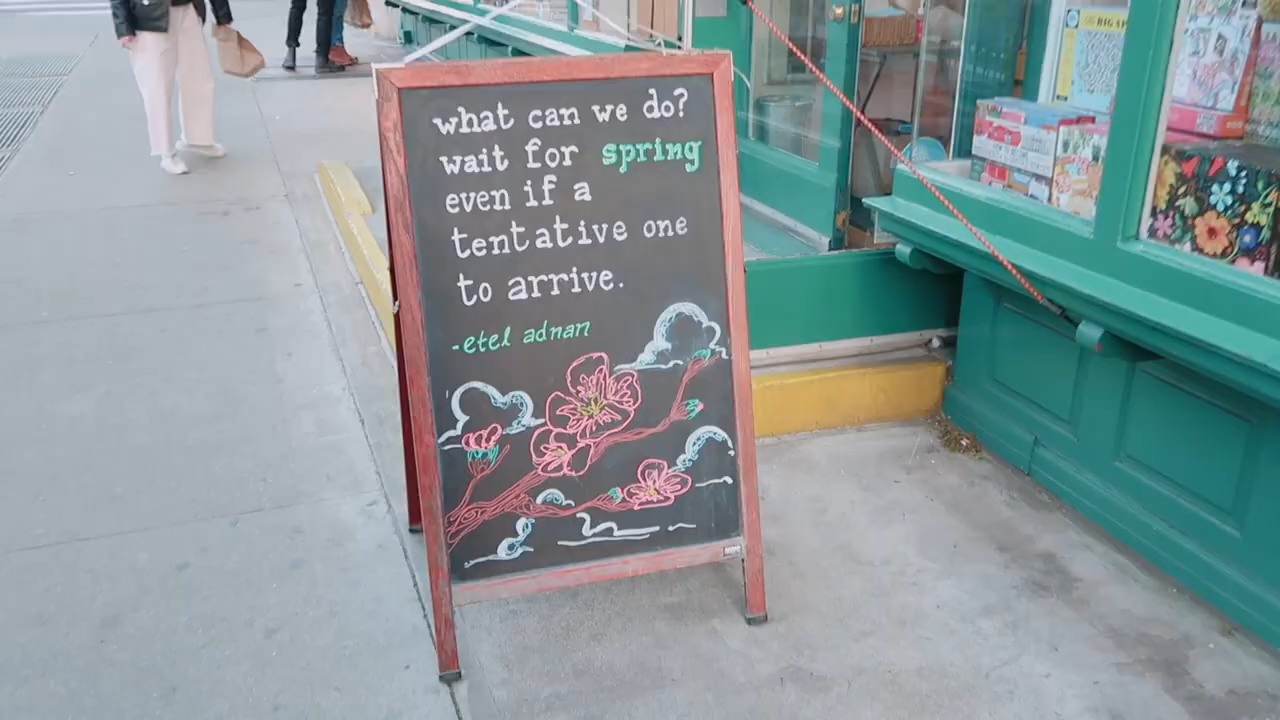 what can we do?
wait for spring
even if a
tentative one
to arrive.
-etel adnan